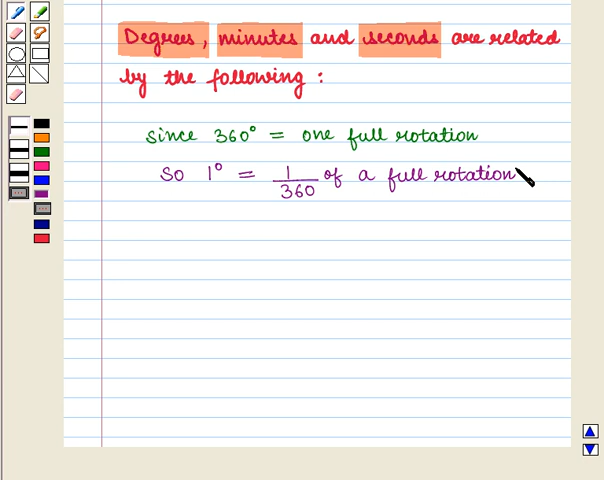 Degrees, minutes and seconds are related
by the following :
since 360° = one full rotation
So 1° = 1/360 of a full rotation